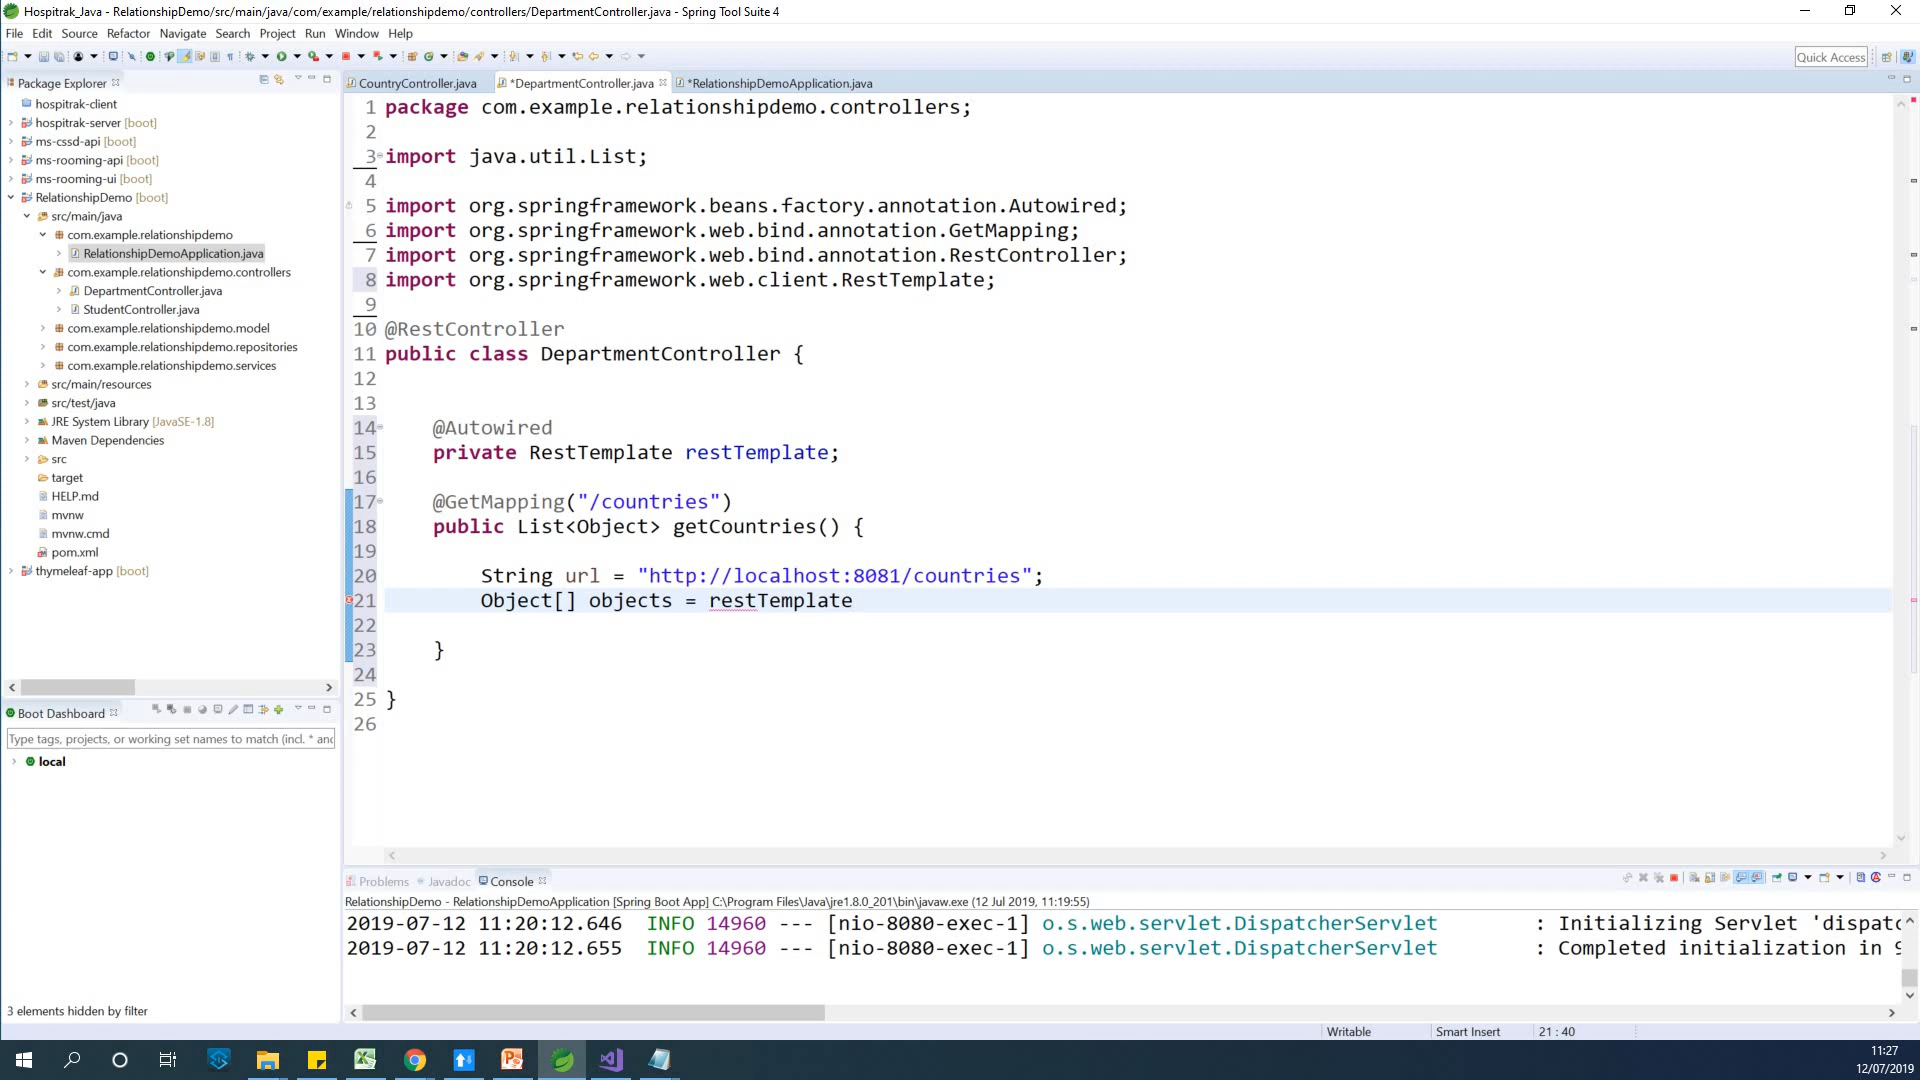 Hospitrak_Java - RelationshipDemo/src/main/java/com/example/relationshipdemo/controllers/DepartmentController.java - Spring Tool Suite 4
File Edit Source Refactor Navigate Search Project Run Window Help
Quick Access
Package Explorer
hospitrak-client
hospitrak-server [boot]
ms-cssd-api [boot]
ms-rooming-api [boot]
ms-rooming-ui [boot]
RelationshipDemo [boot]
src/main/java
com.example.relationshipdemo
RelationshipDemoApplication.java
com.example.relationshipdemo.controllers
DepartmentController.java
StudentController.java
com.example.relationshipdemo.model
com.example.relationshipdemo.repositories
com.example.relationshipdemo.services
src/main/resources
src/test/java
JRE System Library [JavaSE-1.8]
Maven Dependencies
src
target
HELP.md
mvnw
mvnw.cmd
pom.xml
thymeleaf-app [boot]
Boot Dashboard
Type tags, projects, or working set names to match (incl. * and
local
3 elements hidden by filter
CountryController.java *DepartmentController.java *RelationshipDemoApplication.java
1 package com.example.relationshipdemo.controllers;
2
3 import java.util.List;
4
5 import org.springframework.beans.factory.annotation.Autowired;
6 import org.springframework.web.bind.annotation.GetMapping;
7 import org.springframework.web.bind.annotation.RestController;
8 import org.springframework.web.client.RestTemplate;
9
10 @RestController
11 public class DepartmentController {
12
13
14 @Autowired
15 private RestTemplate restTemplate;
16
17 @GetMapping("/countries")
18 public List<Object> getCountries() {
19
20 String url = "http://localhost:8081/countries";
21 Object[] objects = restTemplate
22
23 }
24
25 }
26
Problems Javadoc Console
RelationshipDemo - RelationshipDemoApplication [Spring Boot App] C:\Program Files\Java\jre1.8.0_201\bin\javaw.exe (12 Jul 2019, 11:19:55)
2019-07-12 11:20:12.646 INFO 14960 --- [nio-8080-exec-1] o.s.web.servlet.DispatcherServlet : Initializing Servlet 'dispatc
2019-07-12 11:20:12.655 INFO 14960 --- [nio-8080-exec-1] o.s.web.servlet.DispatcherServlet : Completed initialization in 9
Writable Smart Insert 21 : 40
11:27
12/07/2019